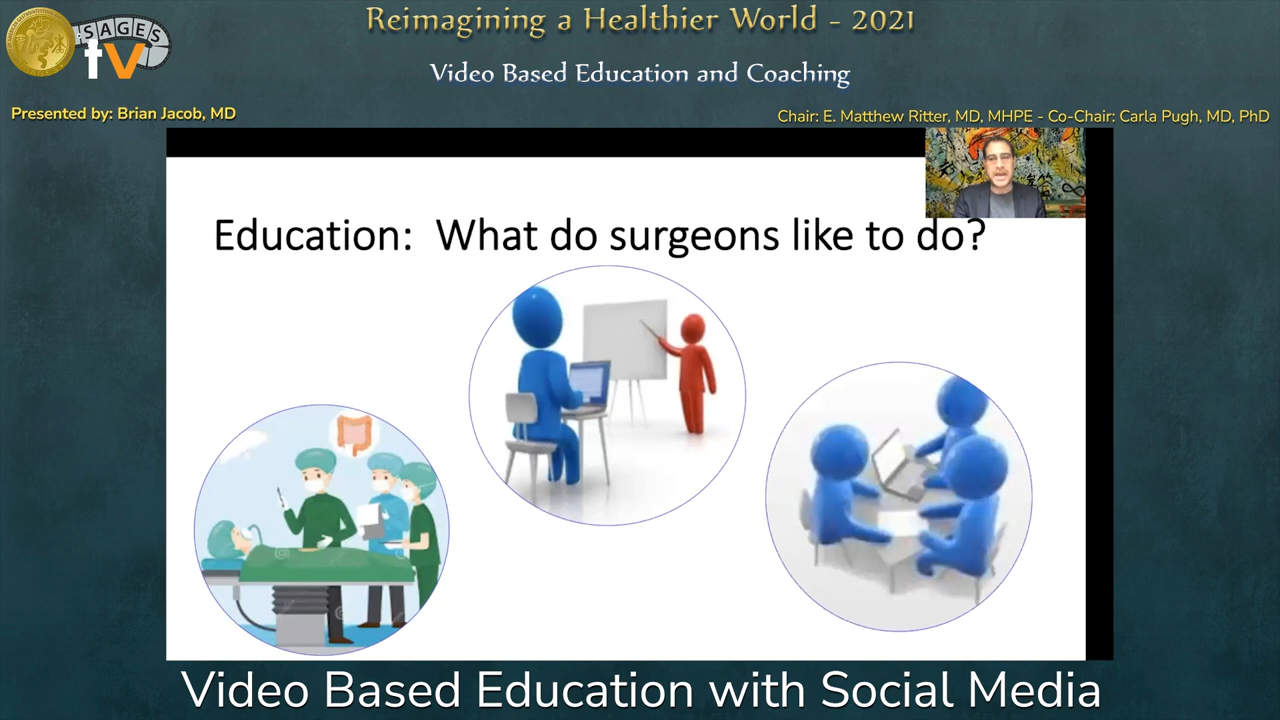 SAGES
tv
Reimagining a Healthier World - 2021
Video Based Education and Coaching
Presented by: Brian Jacob, MD
Chair: E. Matthew Ritter, MD, MHPE - Co-Chair: Carla Pugh, MD, PhD
Education: What do surgeons like to do?
Video Based Education with Social Media